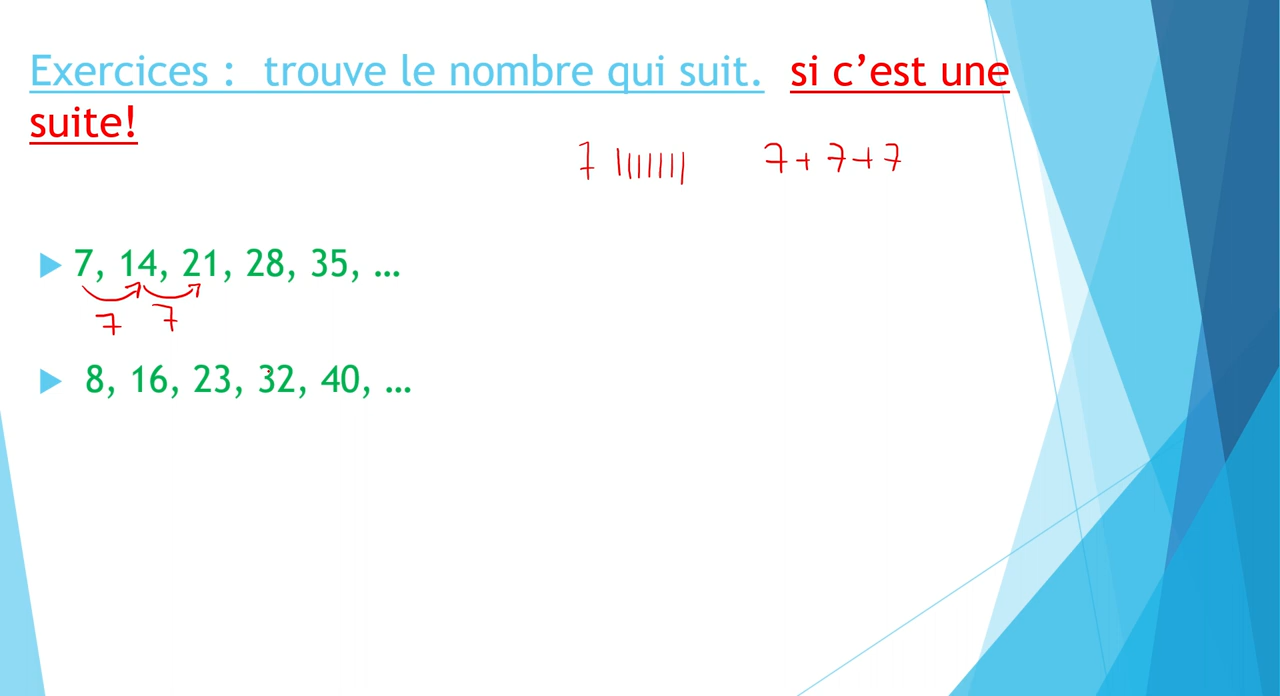 Exercices : trouve le nombre qui suit. si c’est une
suite!
7 ||||||| 7 + 7 + 7
7, 14, 21, 28, 35, ...
7 7
8, 16, 23, 32, 40, ...